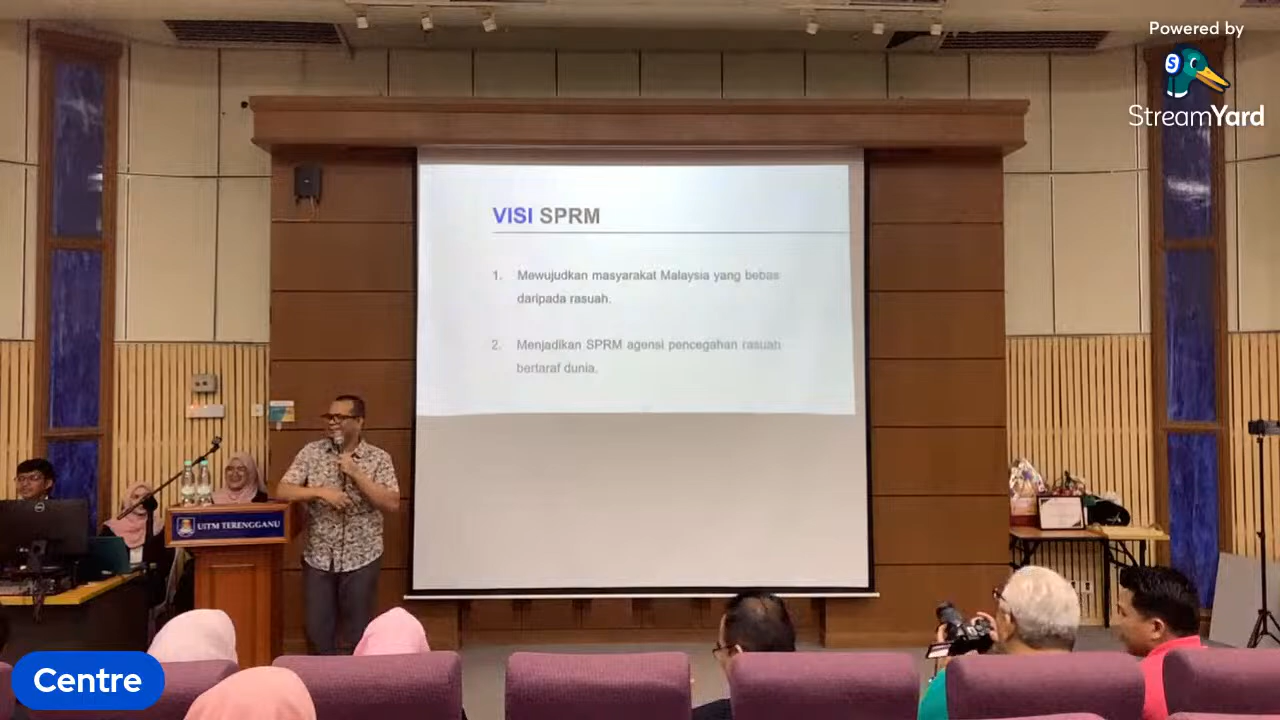 Powered by
StreamYard
VISI SPRM
1. Mewujudkan masyarakat Malaysia yang bebas
daripada rasuah.
2. Menjadikan SPRM agensi pencegahan rasuah
bertaraf dunia.
UiTM TERENGGANU
Centre